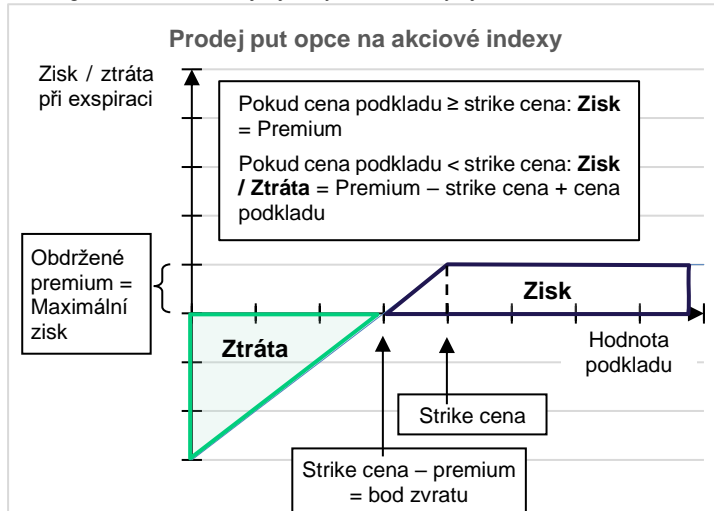 Prodej put opce na akciové indexy
Zisk / ztráta
při exspiraci
Pokud cena podkladu ≥ strike cena: Zisk
= Premium
Pokud cena podkladu < strike cena: Zisk
/ Ztráta = Premium – strike cena + cena
podkladu
Obdržené
premium =
Maximální
zisk
Zisk
Ztráta
Hodnota
podkladu
Strike cena
Strike cena – premium
= bod zvratu